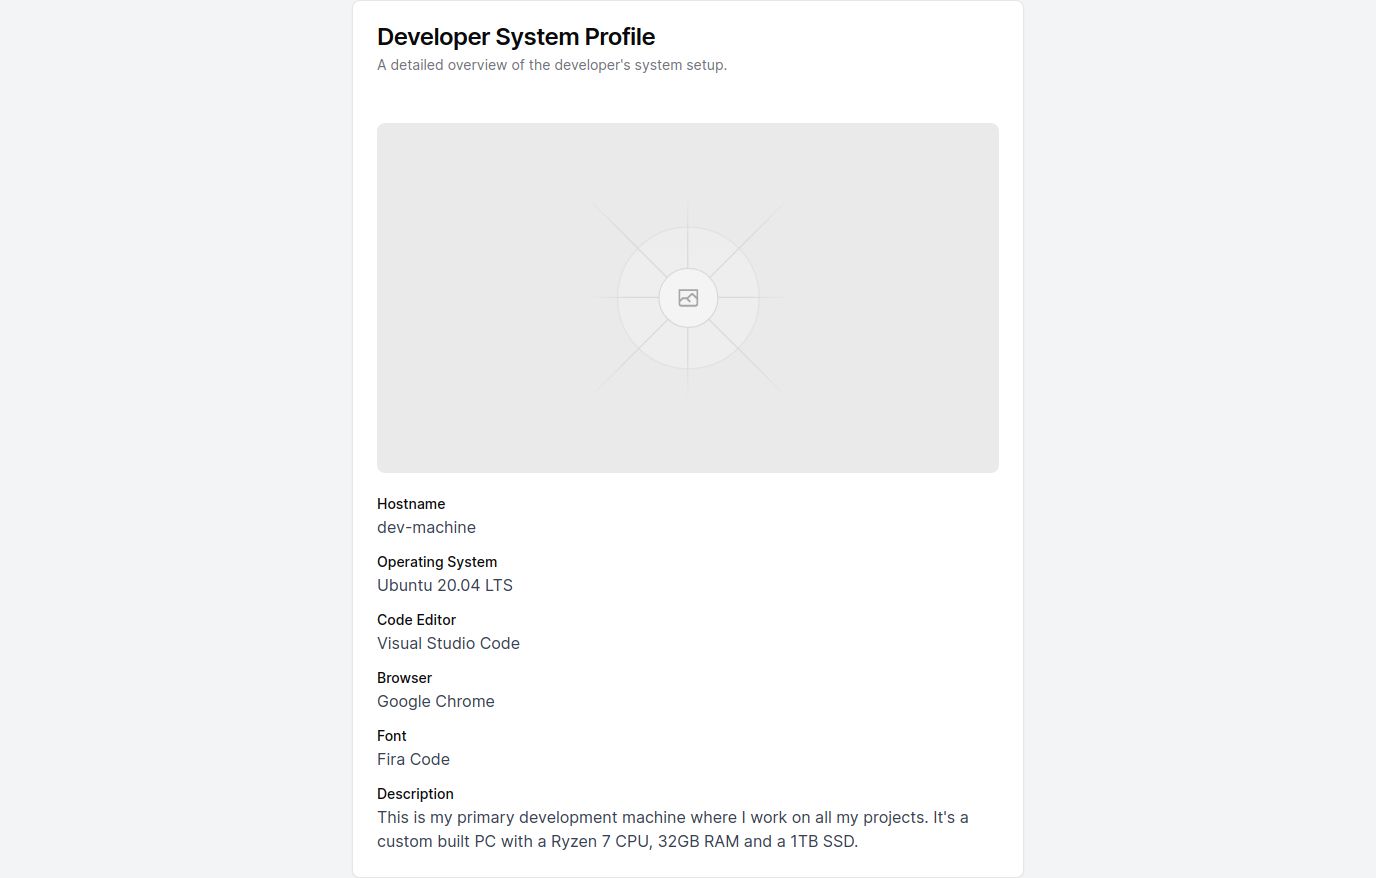 Developer System Profile
A detailed overview of the developer's system setup.
Hostname
dev-machine
Operating System
Ubuntu 20.04 LTS
Code Editor
Visual Studio Code
Browser
Google Chrome
Font
Fira Code
Description
This is my primary development machine where I work on all my projects. It's a
custom built PC with a Ryzen 7 CPU, 32GB RAM and a 1TB SSD.